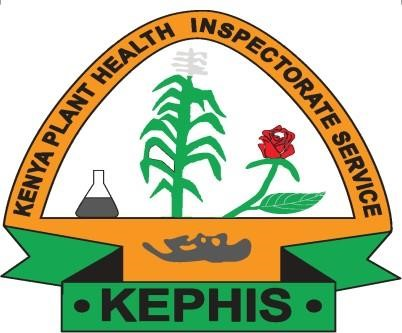 KENYA PLANT HEALTH INSPECTORATE SERVICE
• KEPHIS •